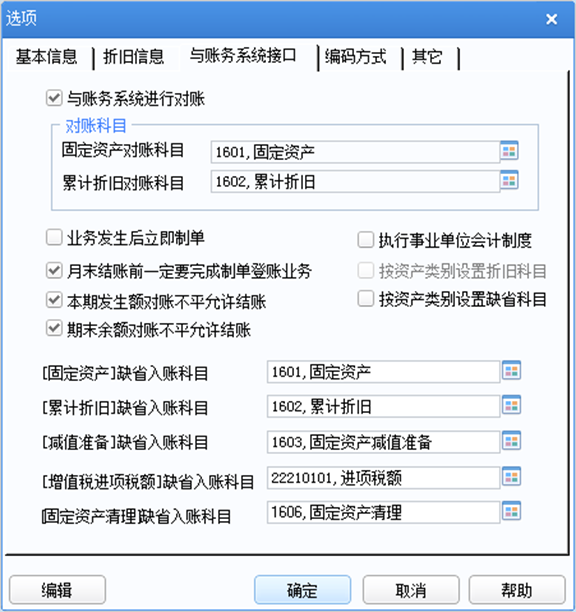 选项
基本信息 折旧信息 与账务系统接口 编码方式 其它
与账务系统进行对账
对账科目
固定资产对账科目 1601,固定资产
累计折旧对账科目 1602,累计折旧
业务发生后立即制单 执行事业单位会计制度
月末结账前一定要完成制单登账业务 按资产类别设置折旧科目
本期发生额对账不平允许结账 按资产类别设置缺省科目
期末余额对账不平允许结账
[固定资产]缺省入账科目 1601,固定资产
[累计折旧]缺省入账科目 1602,累计折旧
[减值准备]缺省入账科目 1603,固定资产减值准备
[增值税进项税额]缺省入账科目 22210101,进项税额
[固定资产清理]缺省入账科目 1606,固定资产清理
编辑 确定 取消 帮助